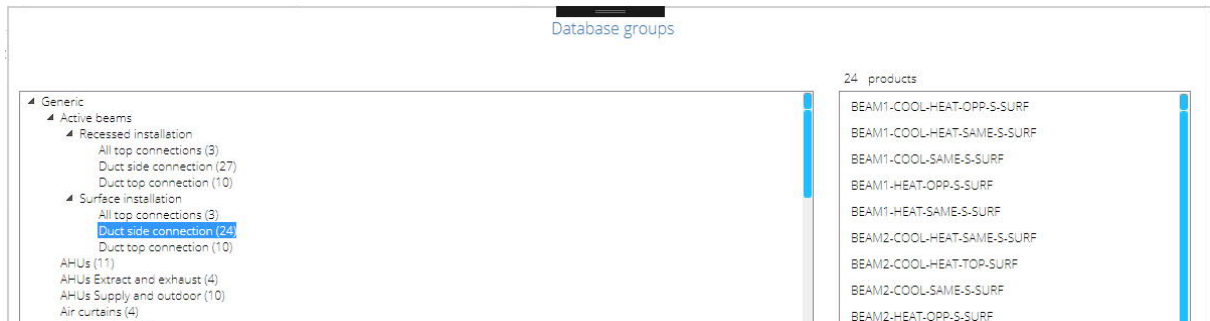 Database groups
24 products
Generic
Active beams
Recessed installation
All top connections (3)
Duct side connection (27)
Duct top connection (10)
Surface installation
All top connections (3)
Duct side connection (24)
Duct top connection (10)
AHUs (11)
AHUs Extract and exhaust (4)
AHUs Supply and outdoor (10)
Air curtains (4)
BEAM1-COOL-HEAT-OPP-S-SURF
BEAM1-COOL-HEAT-SAME-S-SURF
BEAM1-COOL-SAME-S-SURF
BEAM1-HEAT-OPP-S-SURF
BEAM1-HEAT-SAME-S-SURF
BEAM2-COOL-HEAT-SAME-S-SURF
BEAM2-COOL-HEAT-TOP-SURF
BEAM2-COOL-SAME-S-SURF
BEAM2-HEAT-OPP-S-SURF